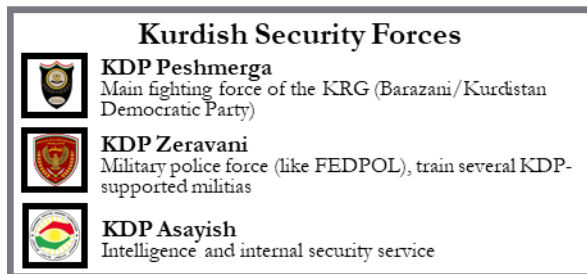 Kurdish Security Forces
KDP Peshmerga
Main fighting force of the KRG (Barazani/Kurdistan
Democratic Party)
KDP Zeravani
Military police force (like FEDPOL), train several KDP-
supported militias
KDP Asayish
Intelligence and internal security service